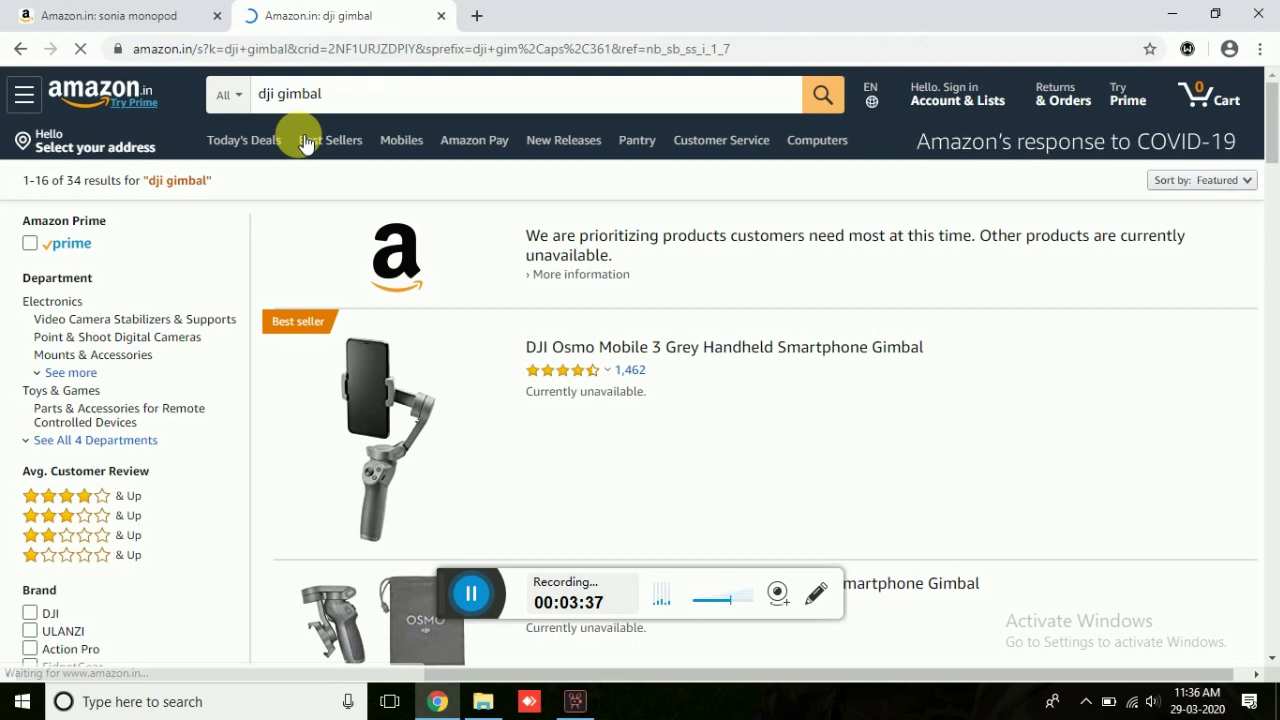 Amazon.in: sonia monopod
Amazon.in: dji gimbal
amazon.in/s?k=dji+gimbal&crid=2NF1URJZDPIY&sprefix=dji+gim%2Caps%2C361&ref=nb_sb_ss_i_1_7
amazon.in
Try Prime
All
dji gimbal
EN
Hello. Sign in
Account & Lists
Returns
& Orders
Try
Prime
0
Cart
Hello
Select your address
Today's Deals
Sellers
Mobiles
Amazon Pay
New Releases
Pantry
Customer Service
Computers
Amazon's response to COVID-19
1-16 of 34 results for "dji gimbal"
Sort by: Featured
Amazon Prime
prime
Department
Electronics
Video Camera Stabilizers & Supports
Point & Shoot Digital Cameras
Mounts & Accessories
See more
Toys & Games
Parts & Accessories for Remote
Controlled Devices
See All 4 Departments
Avg. Customer Review
& Up
& Up
& Up
& Up
Brand
DJI
ULANZI
Action Pro
a
We are prioritizing products customers need most at this time. Other products are currently
unavailable.
› More information
Best seller
DJI Osmo Mobile 3 Grey Handheld Smartphone Gimbal
1,462
Currently unavailable.
OSMO
martphone Gimbal
Currently unavailable.
Recording...
00:03:37
Activate Windows
Go to Settings to activate Windows.
Waiting for www.amazon.in...
Type here to search
11:36 AM
29-03-2020